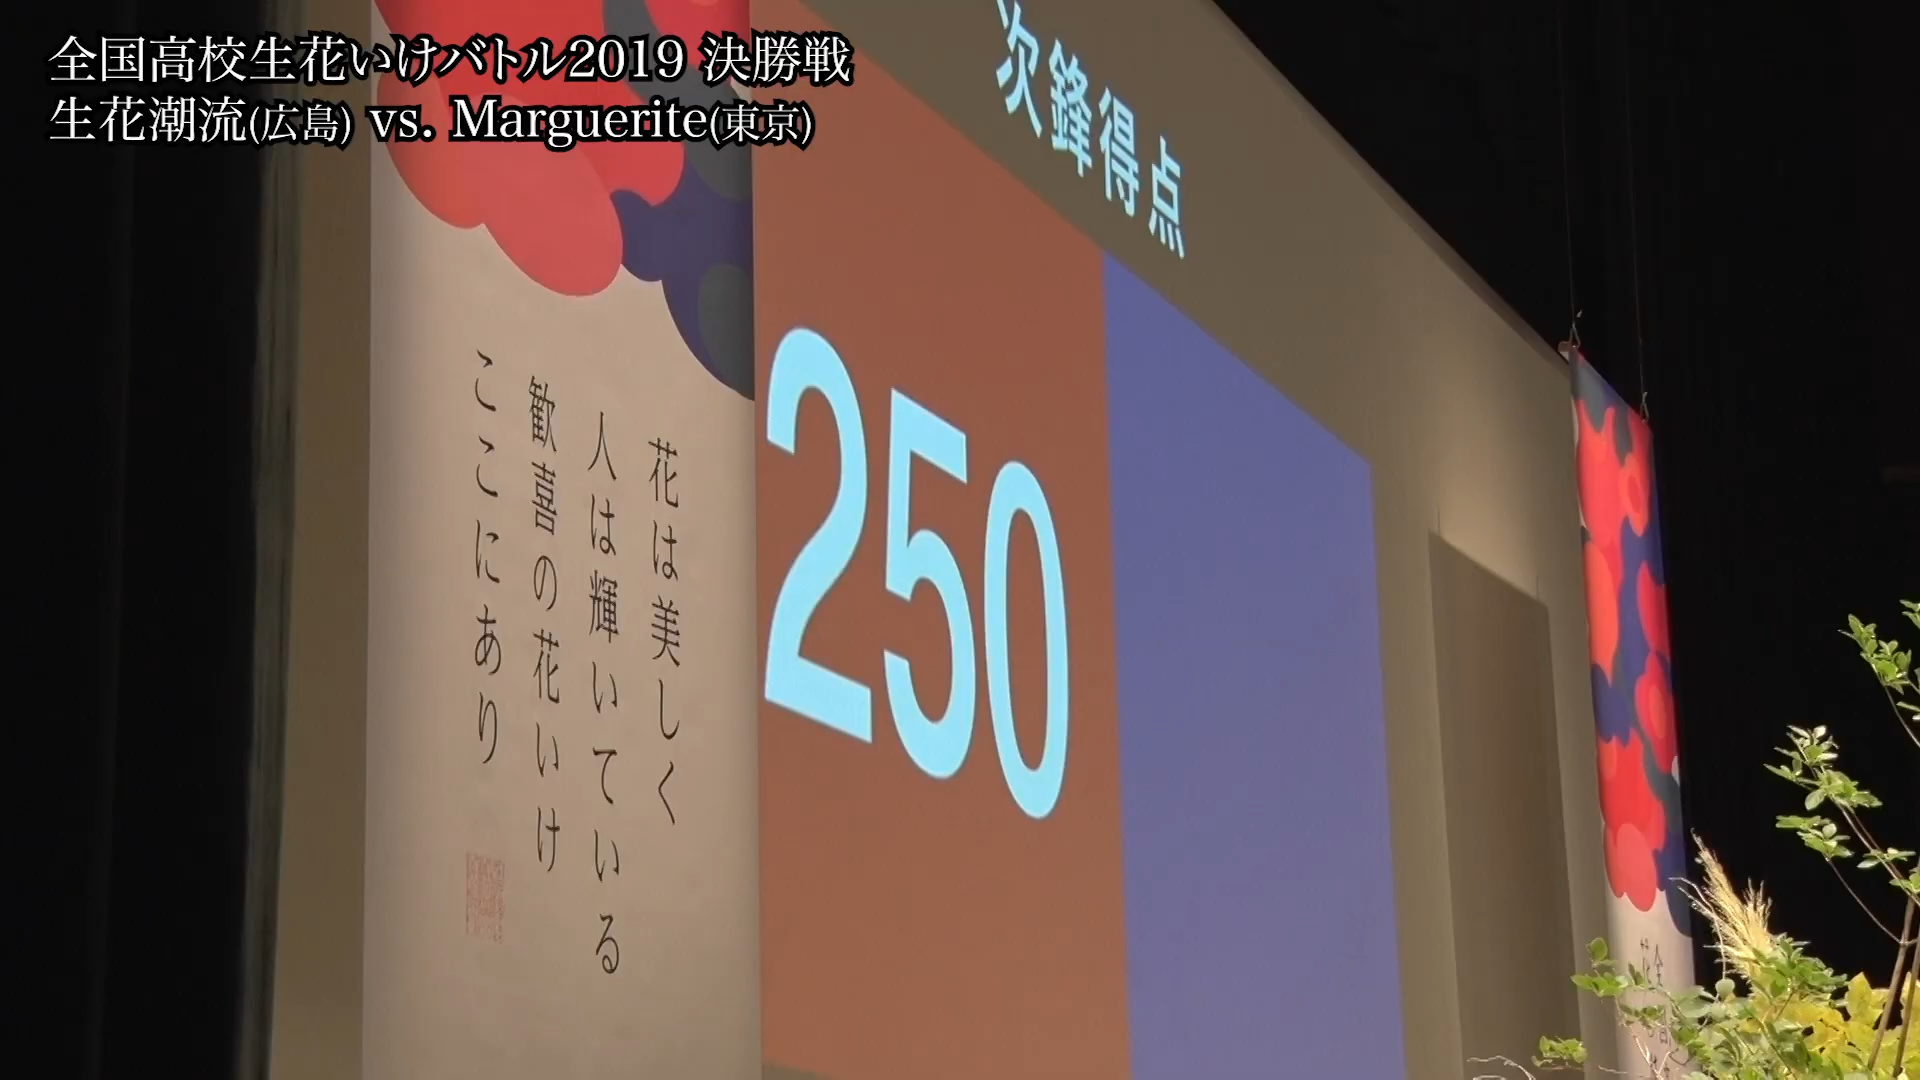 全国高校生花いけバトル2019 決勝戦
生花潮流(広島) vs. Marguerite(東京)
次鋒得点
250
花は美しく
人は輝いている
歓喜の花いけ
ここにあり